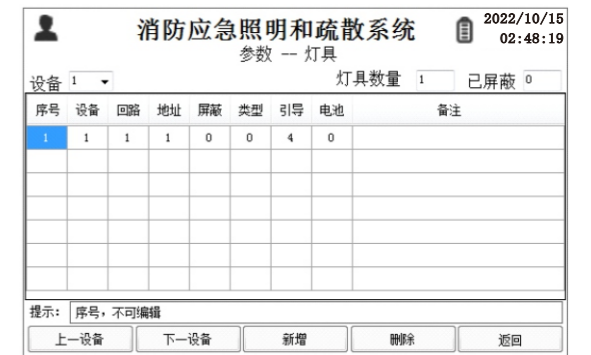 消防应急照明和疏散系统
2022/10/15
02:48:19
参数 -- 灯具
设备 1 灯具数量 1 已屏蔽 0
序号 设备 回路 地址 屏蔽 类型 引导 电池 备注
1 1 1 1 0 0 4 0
提示: 序号，不可编辑
上一设备 下一设备 新增 删除 返回